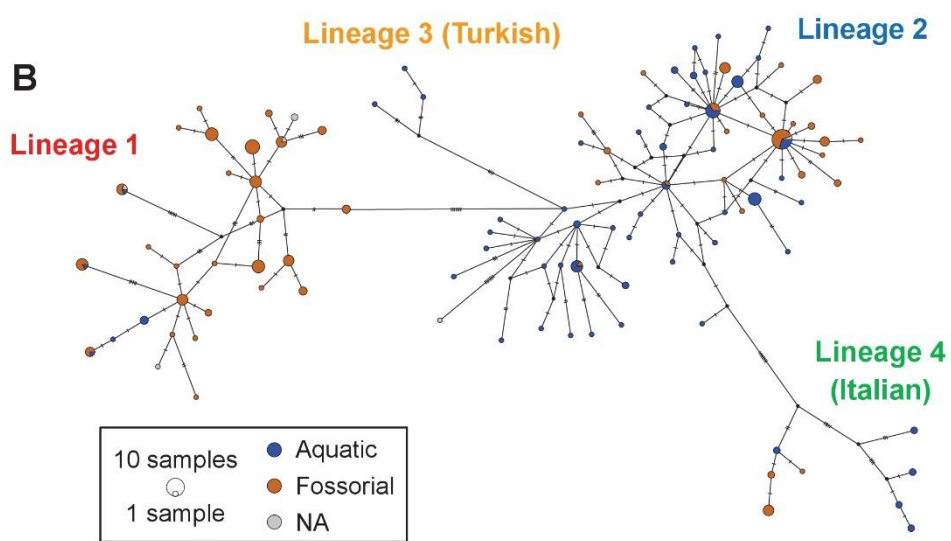 Lineage 3 (Turkish)
Lineage 2
B
Lineage 1
Lineage 4
(Italian)
10 samples
1 sample
Aquatic
Fossorial
NA